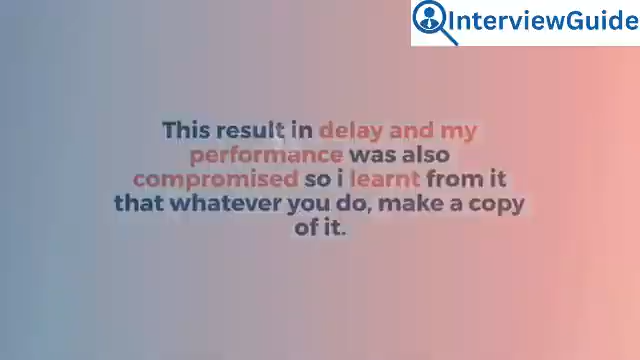 InterviewGuide
This result in delay and my
performance was also
compromised so i learnt from it
that whatever you do, make a copy
of it.